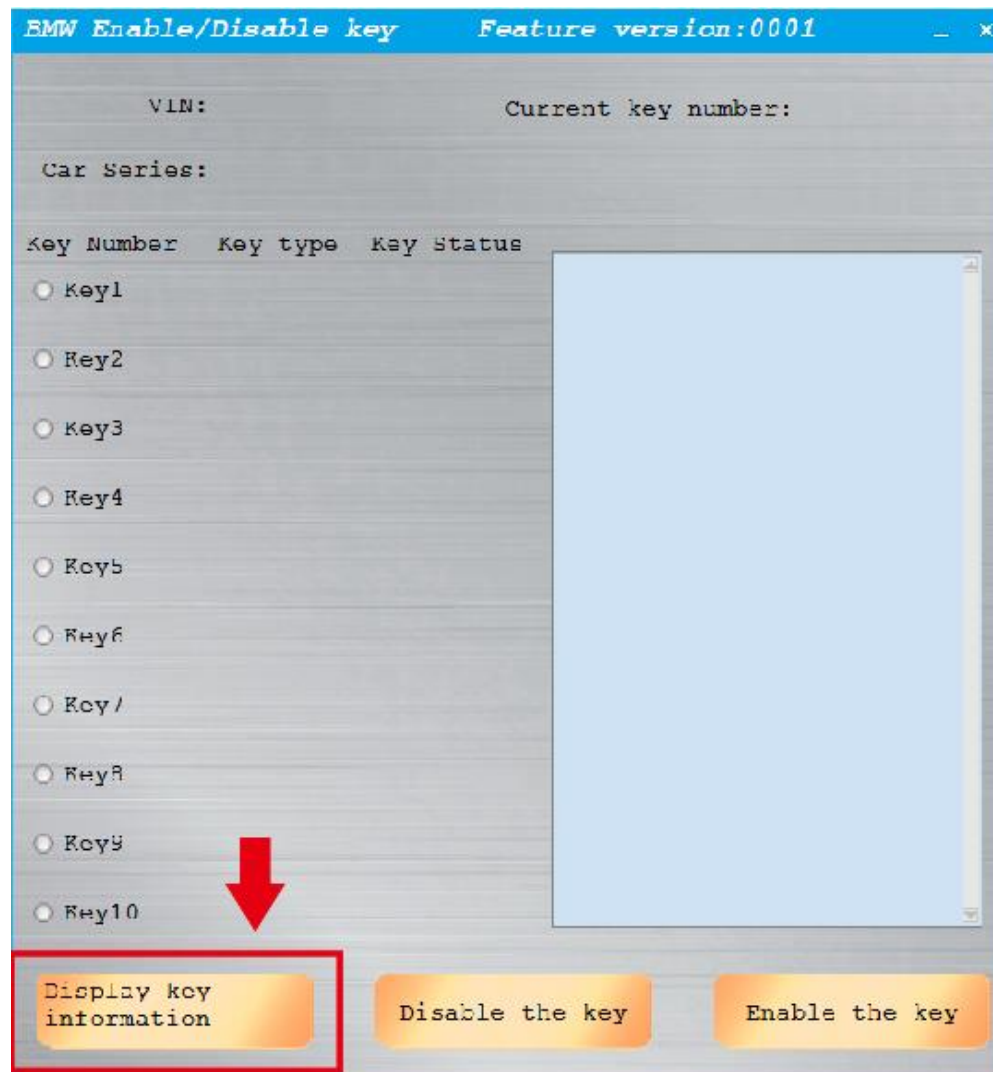 BMW Enable/Disable key Feature version:0001
VIN: Current key number:
Car Series:
Key Number Key type Key Status
Key1
Key2
Key3
Key4
Key5
Key6
Key7
Key8
Key9
Key10
Display key
information
Disable the key
Enable the key